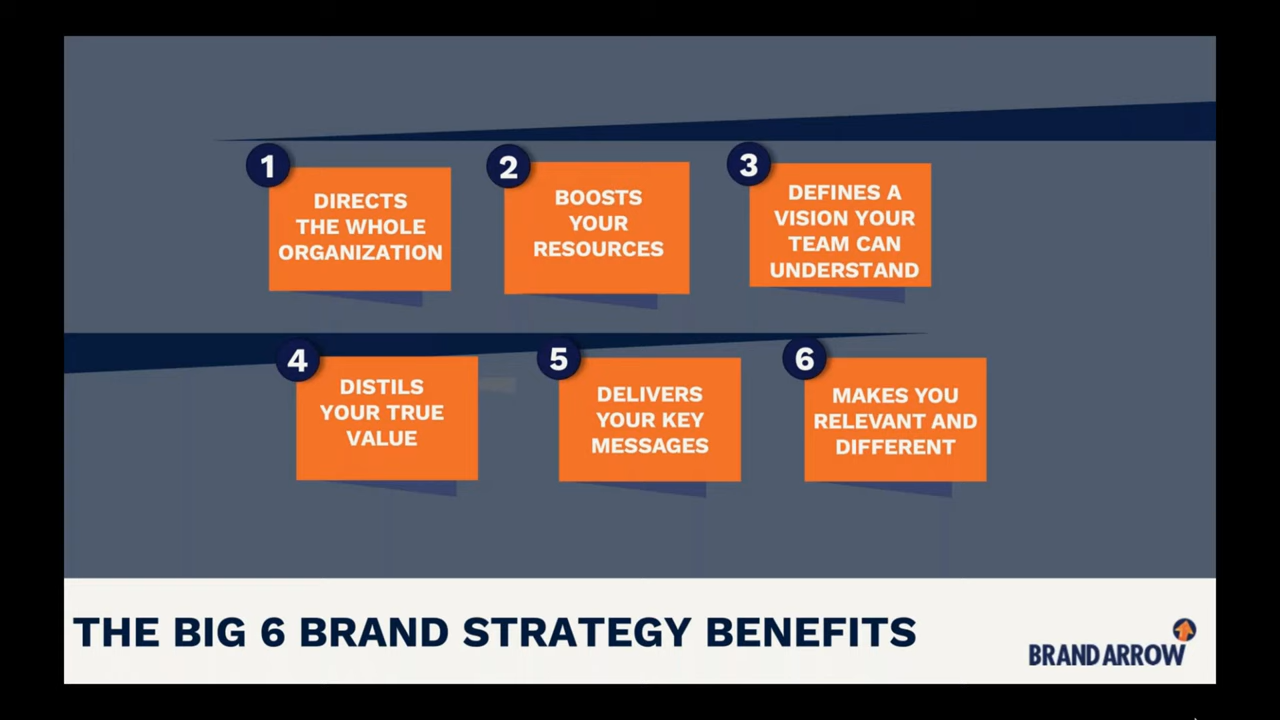 1
DIRECTS
THE WHOLE
ORGANIZATION
2
BOOSTS
YOUR
RESOURCES
3
DEFINES A
VISION YOUR
TEAM CAN
UNDERSTAND
4
DISTILS
YOUR TRUE
VALUE
5
DELIVERS
YOUR KEY
MESSAGES
6
MAKES YOU
RELEVANT AND
DIFFERENT
THE BIG 6 BRAND STRATEGY BENEFITS
BRAND ARROW